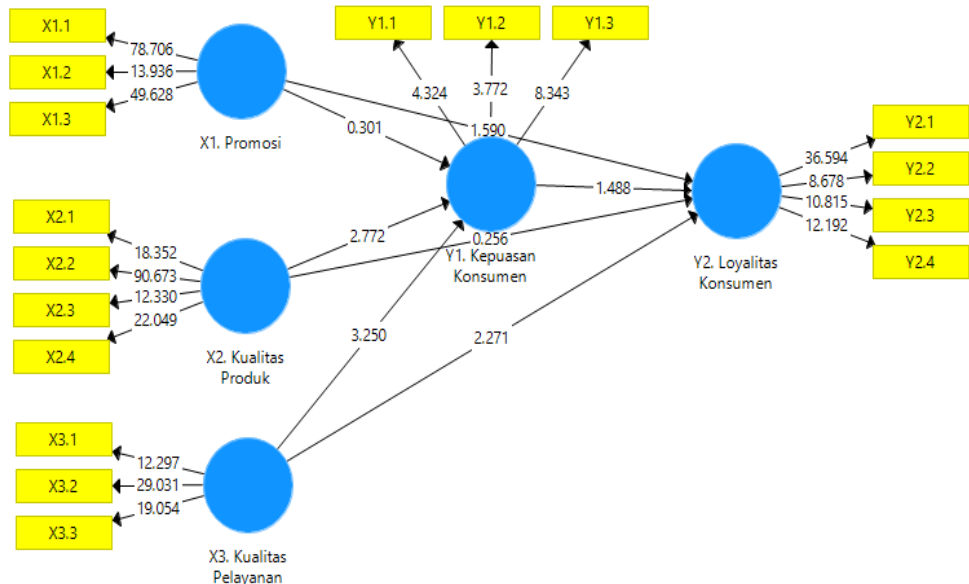 X1.1
X1.2
X1.3
78.706
13.936
49.628
X1. Promosi
Y1.1
Y1.2
Y1.3
4.324
3.772
8.343
0.301
1.590
Y1. Kepuasan
Konsumen
1.488
X2.1
X2.2
X2.3
X2.4
18.352
90.673
12.330
22.049
X2. Kualitas
Produk
2.772
0.256
3.250
2.271
Y2. Loyalitas
Konsumen
36.594
8.678
10.815
12.192
Y2.1
Y2.2
Y2.3
Y2.4
X3.1
X3.2
X3.3
12.297
29.031
19.054
X3. Kualitas
Pelayanan